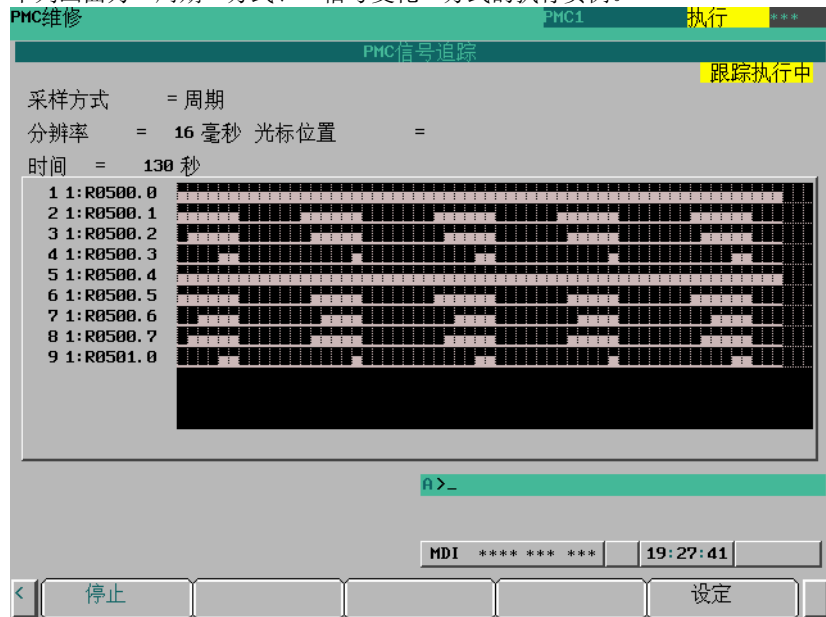 PMC维修 PMC1 执行 ***
PMC信号追踪
跟踪执行中
采样方式 = 周期
分辨率 = 16 毫秒 光标位置 =
时间 = 130 秒
1 1:R0500.0
2 1:R0500.1
3 1:R0500.2
4 1:R0500.3
5 1:R0500.4
6 1:R0500.5
7 1:R0500.6
8 1:R0500.7
9 1:R0501.0
A>_
MDI **** *** *** 19:27:41
< 停止 设定